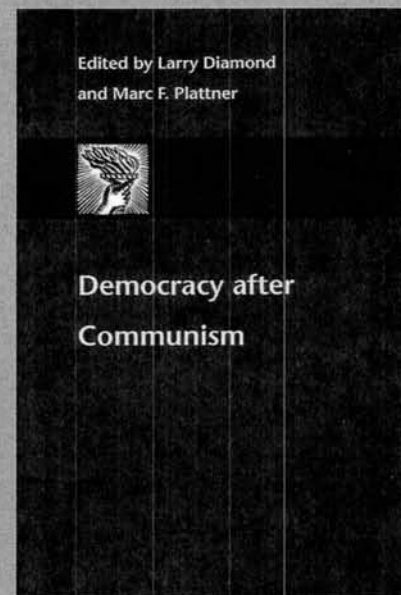 Edited by Larry Diamond
and Marc F. Plattner
Democracy after
Communism